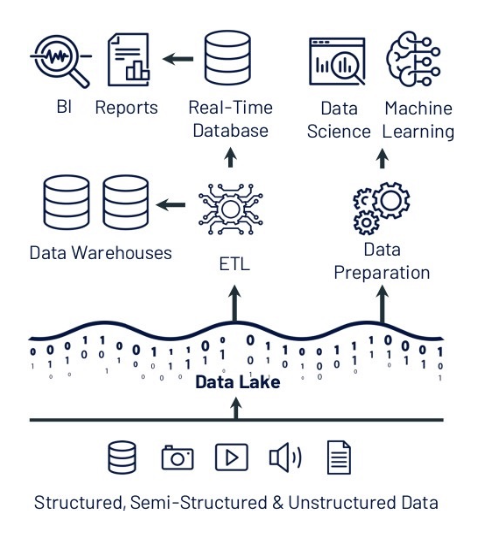 BI
Reports
Real-Time
Database
Data
Science
Machine
Learning
Data Warehouses
ETL
Data
Preparation
Data Lake
Structured, Semi-Structured & Unstructured Data